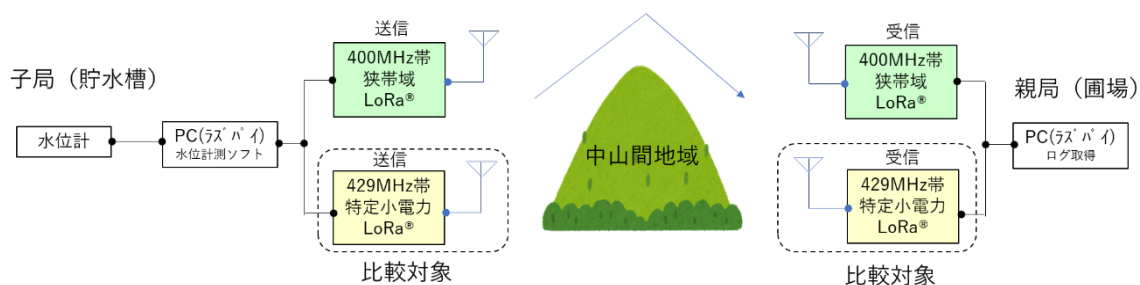 子局（貯水槽）
水位計
PC(ﾗｽﾞﾊﾟｲ)
水位計測ソフト
送信
400MHz帯
狭帯域
LoRa®
送信
429MHz帯
特定小電力
LoRa®
比較対象
中山間地域
受信
400MHz帯
狭帯域
LoRa®
受信
429MHz帯
特定小電力
LoRa®
比較対象
親局（圃場）
PC(ﾗｽﾞﾊﾟｲ)
ログ取得